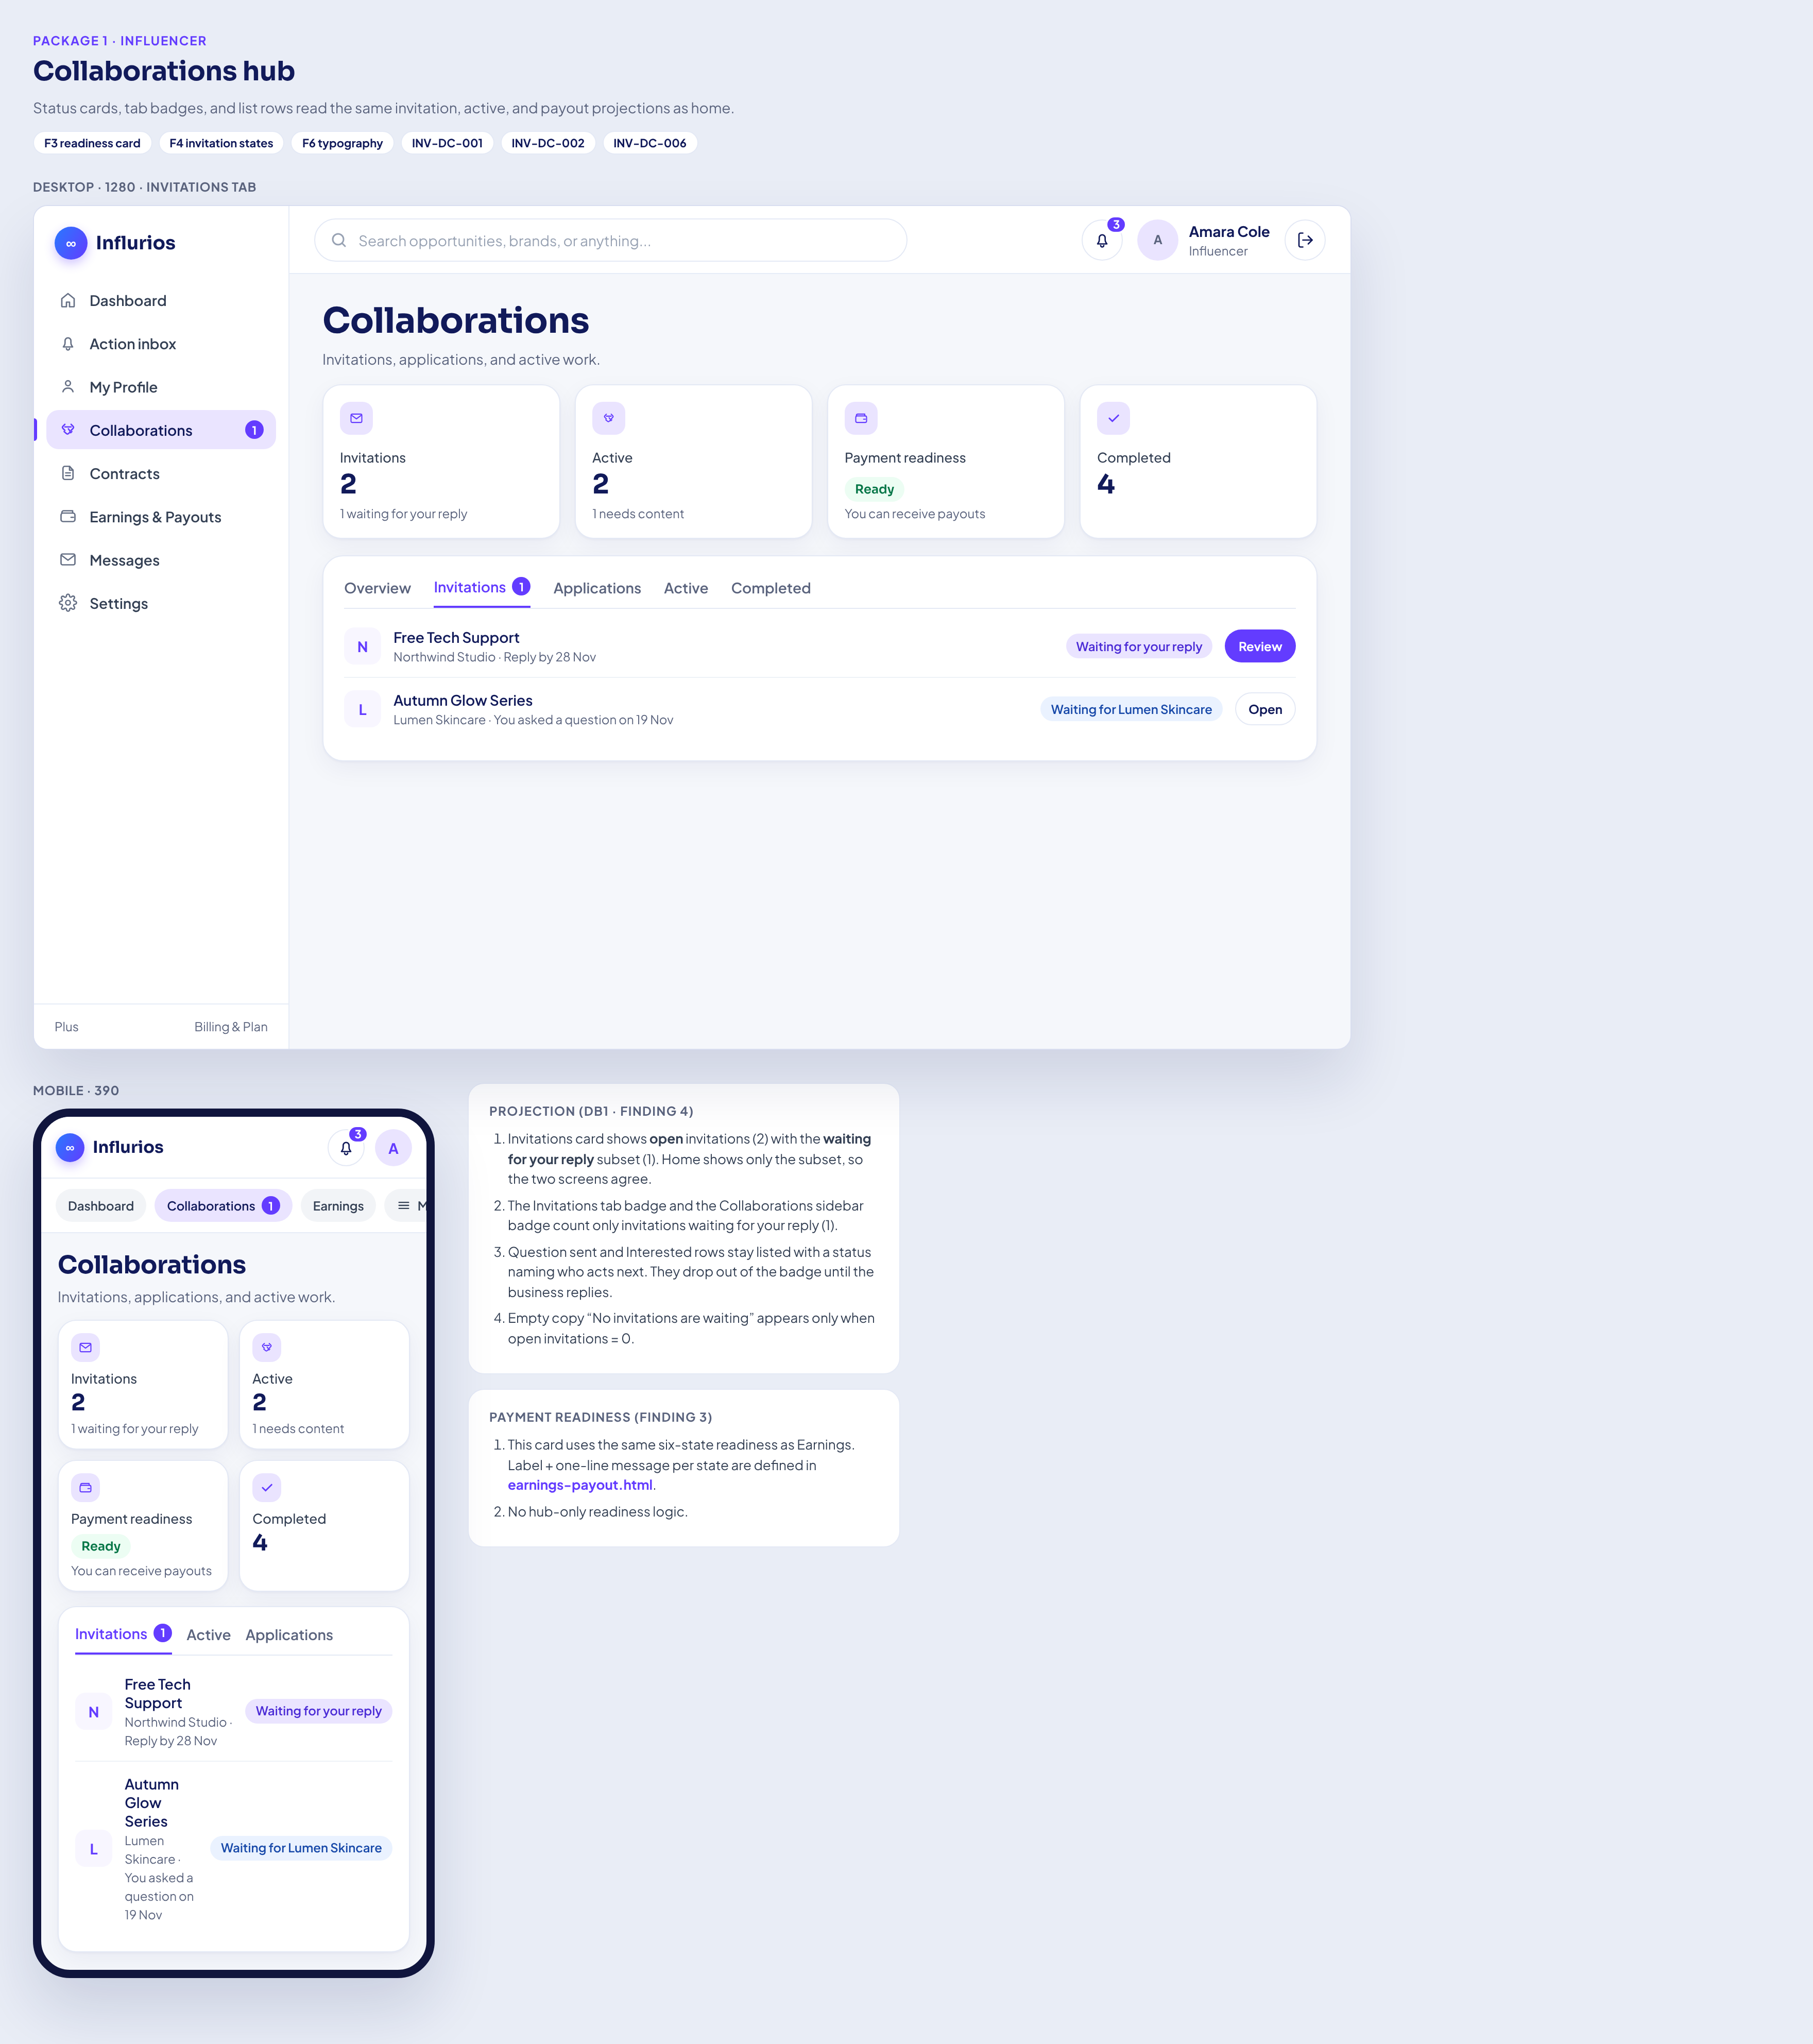 PACKAGE 1 · INFLUENCER
Collaborations hub
Status cards, tab badges, and list rows read the same invitation, active, and payout projections as home.
F3 readiness card
F4 invitation states
F6 typography
INV-DC-001
INV-DC-002
INV-DC-006
DESKTOP · 1280 · INVITATIONS TAB
∞ Influrios
Dashboard
Action inbox
My Profile
Collaborations 1
Contracts
Earnings & Payouts
Messages
Settings
Plus
Billing & Plan
Search opportunities, brands, or anything...
3
A
Amara Cole
Influencer
Collaborations
Invitations, applications, and active work.
Invitations
2
1 waiting for your reply
Active
2
1 needs content
Payment readiness
Ready
You can receive payouts
Completed
4
Overview
Invitations 1
Applications
Active
Completed
N
Free Tech Support
Northwind Studio · Reply by 28 Nov
Waiting for your reply
Review
L
Autumn Glow Series
Lumen Skincare · You asked a question on 19 Nov
Waiting for Lumen Skincare
Open
MOBILE · 390
∞ Influrios
3
A
Dashboard
Collaborations 1
Earnings
M
Collaborations
Invitations, applications, and active work.
Invitations
2
1 waiting for your reply
Active
2
1 needs content
Payment readiness
Ready
You can receive payouts
Completed
4
Invitations 1
Active
Applications
N
Free Tech
Support
Northwind Studio ·
Reply by 28 Nov
Waiting for your reply
L
Autumn
Glow
Series
Lumen
Skincare ·
You asked a
question on
19 Nov
Waiting for Lumen Skincare
PROJECTION (DB1 · FINDING 4)
1. Invitations card shows open invitations (2) with the waiting
for your reply subset (1). Home shows only the subset, so
the two screens agree.
2. The Invitations tab badge and the Collaborations sidebar
badge count only invitations waiting for your reply (1).
3. Question sent and Interested rows stay listed with a status
naming who acts next. They drop out of the badge until the
business replies.
4. Empty copy “No invitations are waiting” appears only when
open invitations = 0.
PAYMENT READINESS (FINDING 3)
1. This card uses the same six-state readiness as Earnings.
Label + one-line message per state are defined in
earnings-payout.html.
2. No hub-only readiness logic.